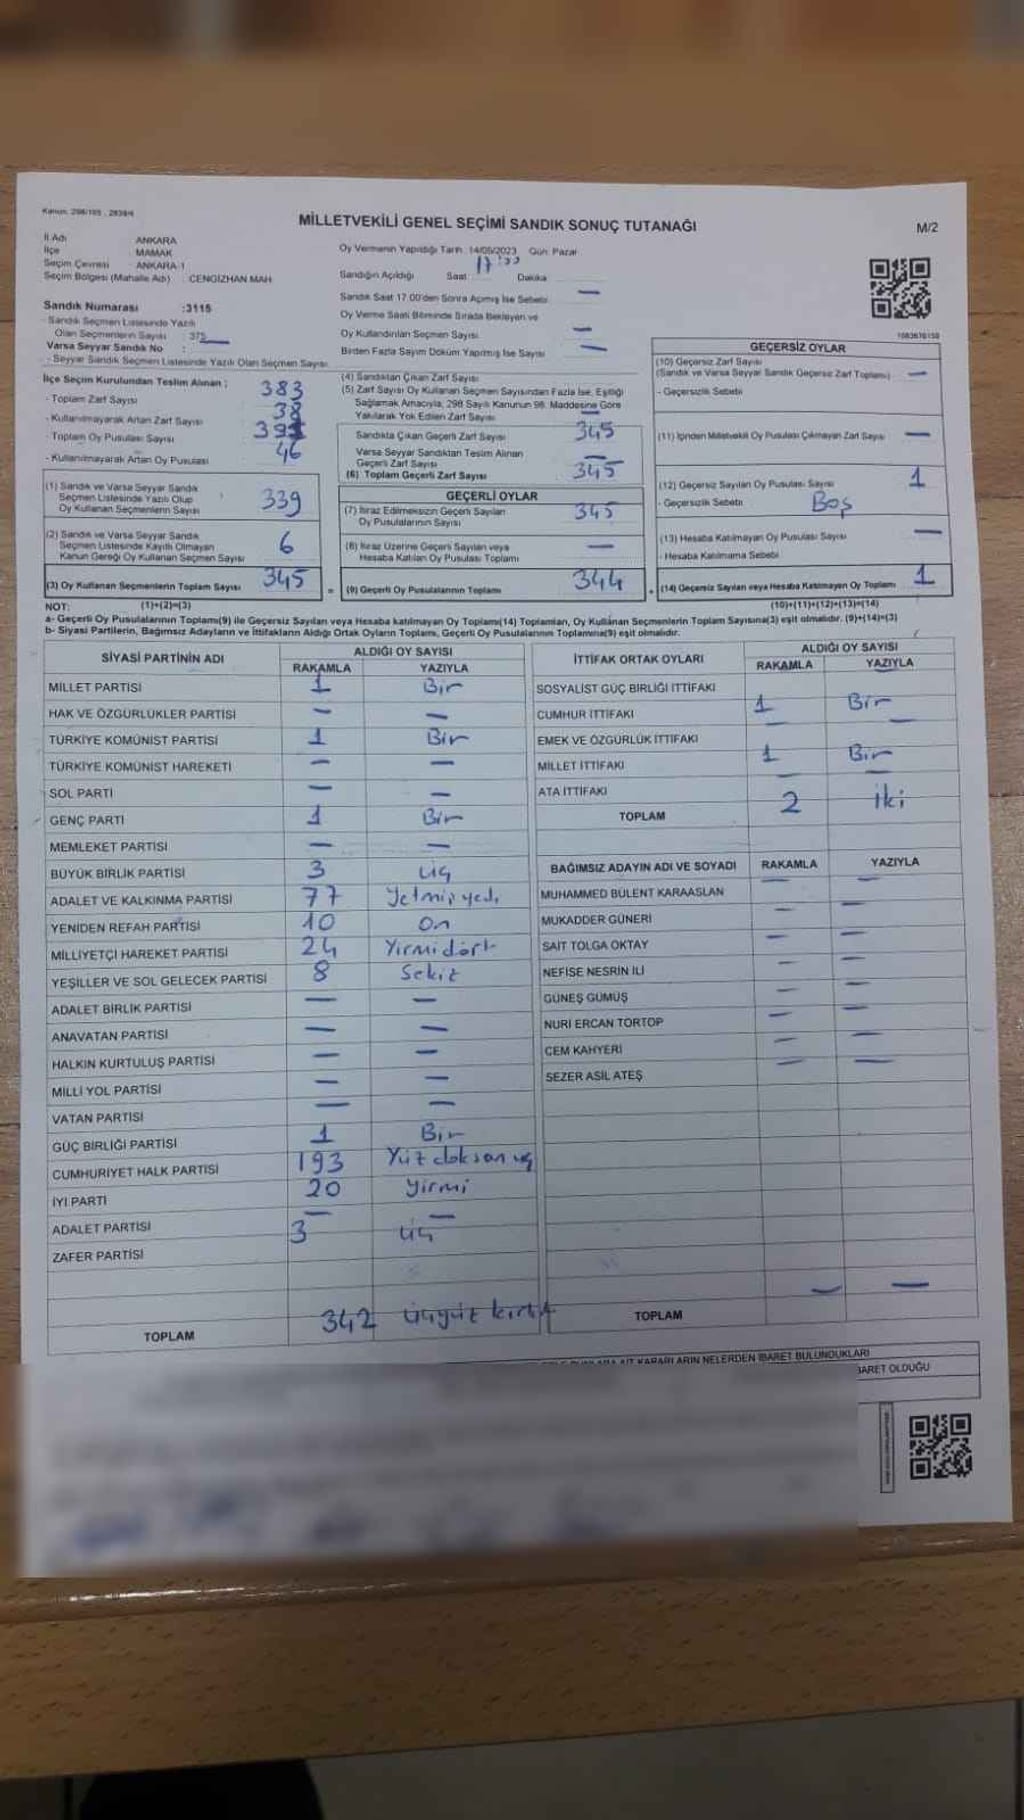 Kanun: 298/105 , 2839/4
MİLLETVEKİLİ GENEL SEÇİMİ SANDIK SONUÇ TUTANAĞI
M/2
İl Adı ANKARA
İlçe MAMAK
Seçim Çevresi ANKARA-1
Seçim Bölgesi (Mahalle Adı) CENGİZHAN MAH
Oy Vermenin Yapıldığı Tarih 14/05/2023 Gün: Pazar
Sandığın Açıldığı Saat 17:00 Dakika
Sandık Saat 17.00'den Sonra Açılmış İse Sebebi —
Oy Verme Saati Bitiminde Sırada Bekleyen ve
Oy Kullandırılan Seçmen Sayısı —
Birden Fazla Sayım Döküm Yapılmış İse Sayısı —
Sandık Numarası :3115
- Sandık Seçmen Listesinde Yazılı
Olan Seçmenlerin Sayısı : 375
Varsa Seyyar Sandık No :
- Seyyar Sandık Seçmen Listesinde Yazılı Olan Seçmen Sayısı
İlçe Seçim Kurulundan Teslim Alınan ;
- Toplam Zarf Sayısı 383
- Kullanılmayarak Artan Zarf Sayısı 38
- Toplam Oy Pusulası Sayısı
- Kullanılmayarak Artan Oy Pusulası 46
(1) Sandık ve Varsa Seyyar Sandık
Seçmen Listesinde Yazılı Olup
Oy Kullanan Seçmenlerin Sayısı 339
(2) Sandık ve Varsa Seyyar Sandık
Seçmen Listesinde Kayıtlı Olmayan
Kanun Gereği Oy Kullanan Seçmen Sayısı 6
(3) Oy Kullanan Seçmenlerin Toplam Sayısı 345
(1)+(2)=(3)
(4) Sandıktan Çıkan Zarf Sayısı
(5) Zarf Sayısı Oy Kullanan Seçmen Sayısından Fazla İse, Eşitliği
Sağlamak Amacıyla, 298 Sayılı Kanunun 98. Maddesine Göre
Yakılarak Yok Edilen Zarf Sayısı —
Sandıkta Çıkan Geçerli Zarf Sayısı 345
Varsa Seyyar Sandıktan Teslim Alınan
Geçerli Zarf Sayısı —
(6) Toplam Geçerli Zarf Sayısı 345
GEÇERLİ OYLAR
(7) İtiraz Edilmeksizin Geçerli Sayılan
Oy Pusulalarının Sayısı 345
(8) İtiraz Üzerine Geçerli Sayılan veya
Hesaba Katılan Oy Pusulası Toplamı —
= (9) Geçerli Oy Pusulalarının Toplamı 344
1083676150
GEÇERSİZ OYLAR
(10) Geçersiz Zarf Sayısı
(Sandık ve Varsa Seyyar Sandık Geçersiz Zarf Toplamı) —
- Geçersizlik Sebebi
(11) İçinden Milletvekili Oy Pusulası Çıkmayan Zarf Sayısı —
(12) Geçersiz Sayılan Oy Pusulası Sayısı 1
- Geçersizlik Sebebi Boş
(13) Hesaba Katılmayan Oy Pusulası Sayısı —
- Hesaba Katılmama Sebebi
+ (14) Geçersiz Sayılan veya Hesaba Katılmayan Oy Toplamı 1
(10)+(11)+(12)+(13)=(14)
NOT:
a- Geçerli Oy Pusulalarının Toplamı(9) ile Geçersiz Sayılan veya Hesaba katılmayan Oy Toplamı(14) Toplamları, Oy Kullanan Seçmenlerin Toplam Sayısına(3) eşit olmalıdır. (9)+(14)=(3)
b- Siyasi Partilerin, Bağımsız Adayların ve İttifakların Aldığı Ortak Oyların Toplamı, Geçerli Oy Pusulalarının Toplamına(9) eşit olmalıdır.
SİYASİ PARTİNİN ADI ALDIĞI OY SAYISI
RAKAMLA YAZIYLA
MİLLET PARTİSİ 1 Bir
HAK VE ÖZGÜRLÜKLER PARTİSİ — —
TÜRKİYE KOMÜNİST PARTİSİ 1 Bir
TÜRKİYE KOMÜNİST HAREKETİ — —
SOL PARTİ — —
GENÇ PARTİ 1 Bir
MEMLEKET PARTİSİ — —
BÜYÜK BİRLİK PARTİSİ 3 üç
ADALET VE KALKINMA PARTİSİ 77 Yetmişyedi
YENİDEN REFAH PARTİSİ 10 On
MİLLİYETÇİ HAREKET PARTİSİ 24 Yirmidört
YEŞİLLER VE SOL GELECEK PARTİSİ 8 Sekiz
ADALET BİRLİK PARTİSİ — —
ANAVATAN PARTİSİ — —
HALKIN KURTULUŞ PARTİSİ — —
MİLLİ YOL PARTİSİ — —
VATAN PARTİSİ — —
GÜÇ BİRLİĞİ PARTİSİ 1 Bir
CUMHURİYET HALK PARTİSİ 193 Yüz doksan üç
İYİ PARTİ 20 Yirmi
ADALET PARTİSİ — —
ZAFER PARTİSİ 3 üç
TOPLAM 342 üçyüz
İTTİFAK ORTAK OYLARI ALDIĞI OY SAYISI
RAKAMLA YAZIYLA
SOSYALİST GÜÇ BİRLİĞİ İTTİFAKI —
CUMHUR İTTİFAKI 1 Bir
EMEK VE ÖZGÜRLÜK İTTİFAKI — —
MİLLET İTTİFAKI 1 Bir
ATA İTTİFAKI — —
TOPLAM 2 iki
BAĞIMSIZ ADAYIN ADI VE SOYADI RAKAMLA YAZIYLA
MUHAMMED BÜLENT KARAASLAN — —
MUKADDER GÜNERİ — —
SAİT TOLGA OKTAY — —
NEFİSE NESRİN İLİ — —
GÜNEŞ GÜMÜŞ — —
NURİ ERCAN TORTOP — —
CEM KAHYERİ — —
SEZER ASİL ATEŞ — —
TOPLAM — —
KARARLARIN NELERDEN İBARET BULUNDUKLARI
BARET OLDUĞU